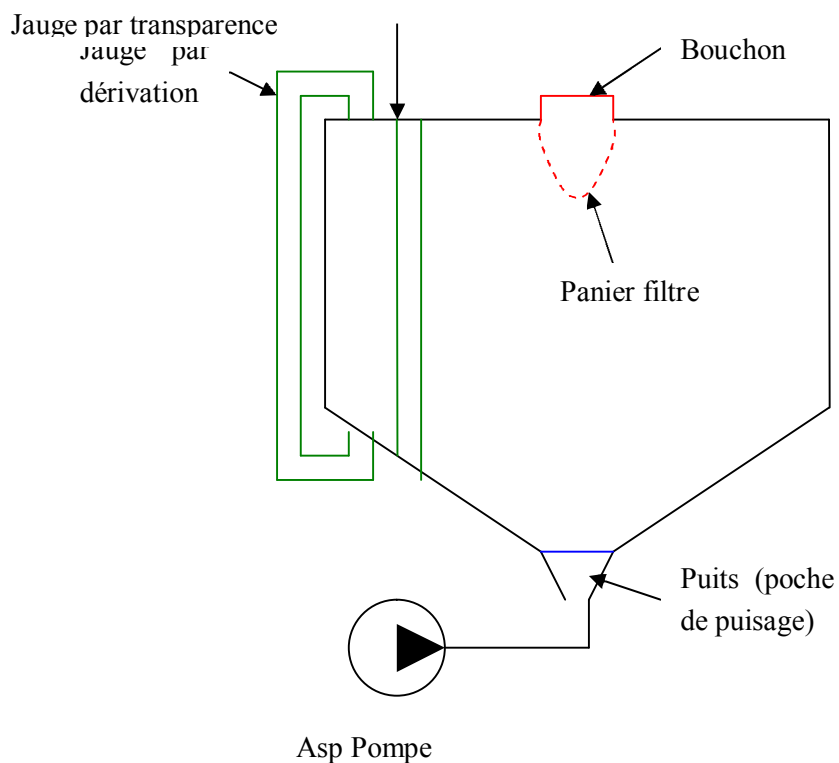 Jauge par transparence
Jauge par
dérivation
Bouchon
Panier filtre
Puits (poche
de puisage)
Asp Pompe